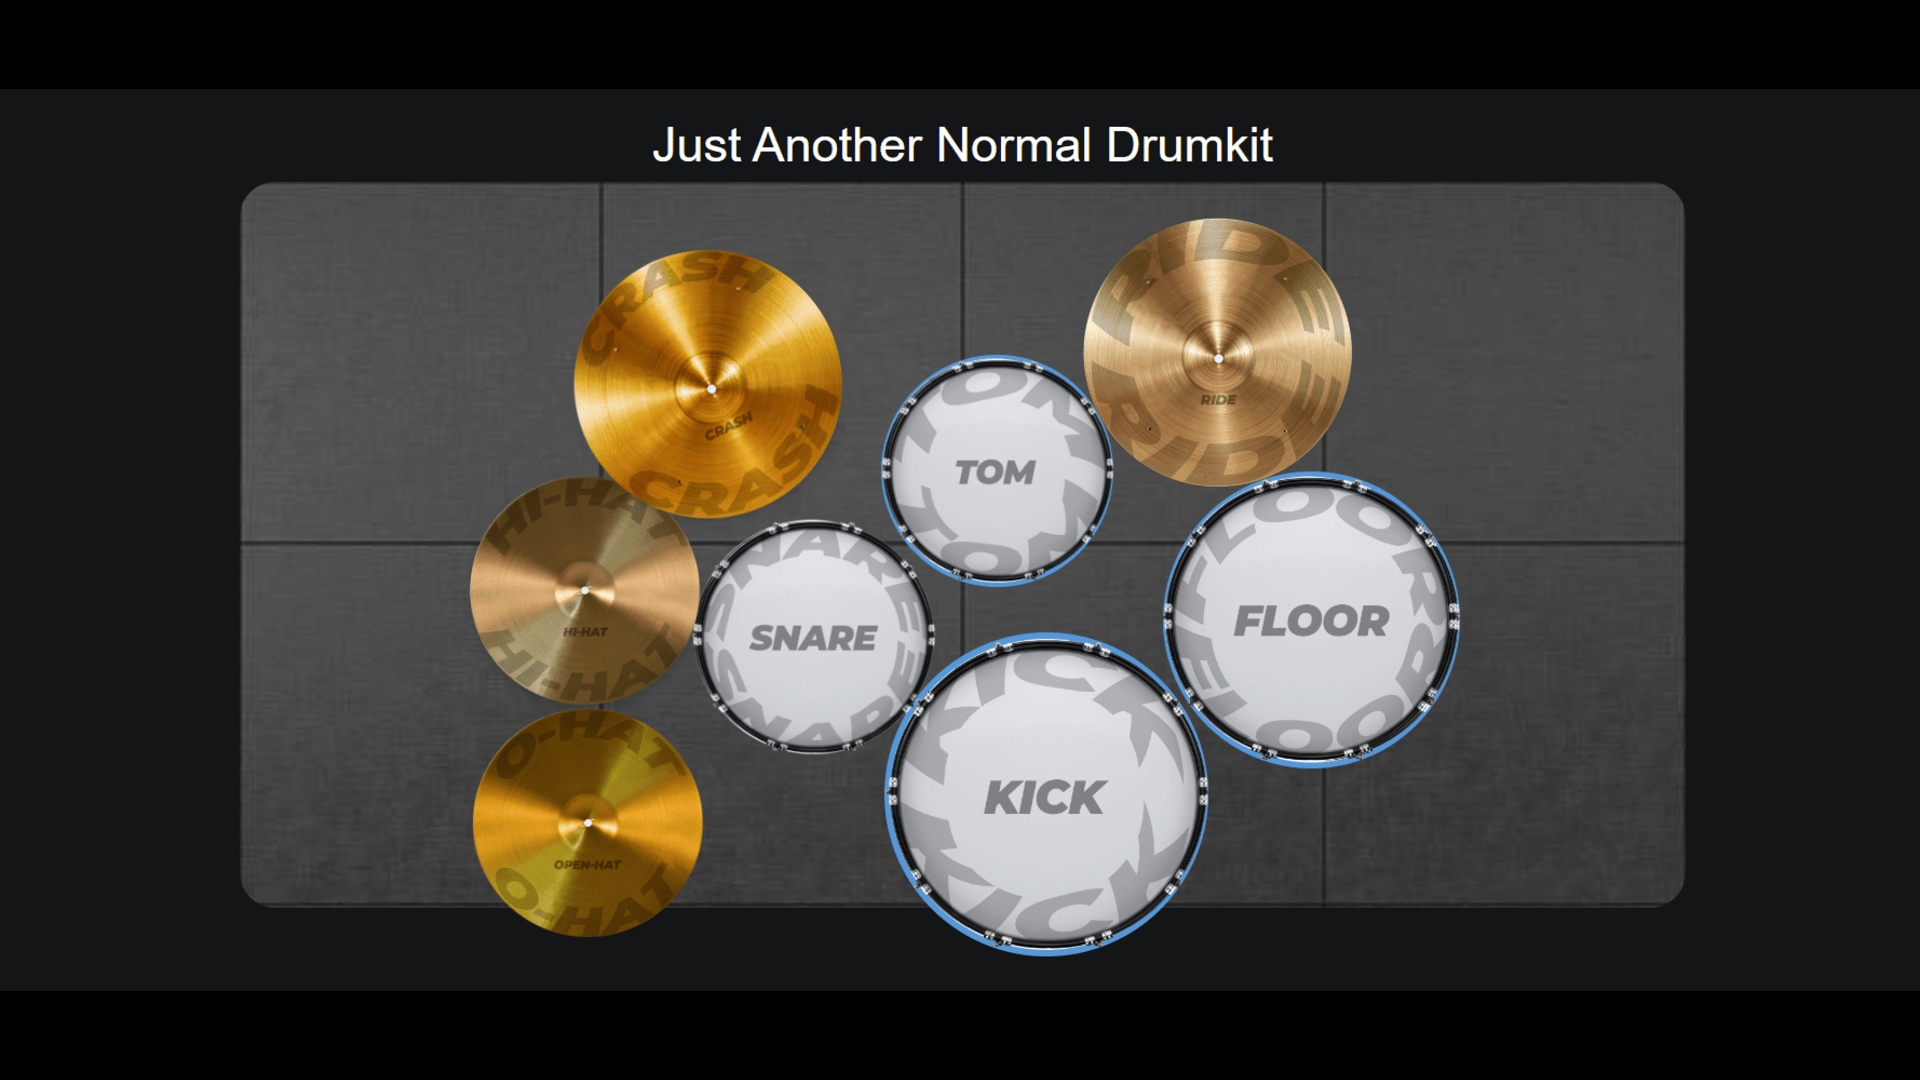 Just Another Normal Drumkit
CRASH
CRASH
CRASH
RIDE
RIDE
RIDE
TOM
TOM
TOM
HI-HAT
HI-HAT
HI-HAT
SNARE
SNARE
SNARE
FLOOR
FLOOR
FLOOR
KICK
KICK
KICK
O-HAT
OPEN-HAT
O-HAT